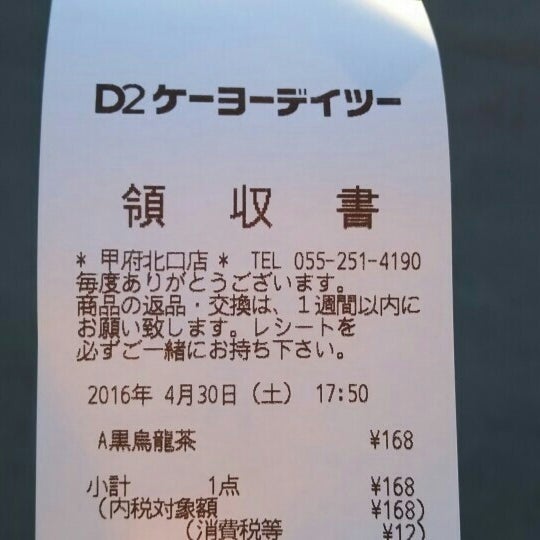 D2ケーヨーデイツー
領収書
* 甲府北口店 * TEL 055-251-4190
毎度ありがとうございます。
商品の返品・交換は、1週間以内に
お願い致します。レシートを
必ずご一緒にお持ち下さい。
2016年 4月30日(土) 17:50
A黒烏龍茶 ¥168
小計 1点 ¥168
(内税対象額 ¥168)
(消費税等 ¥12)